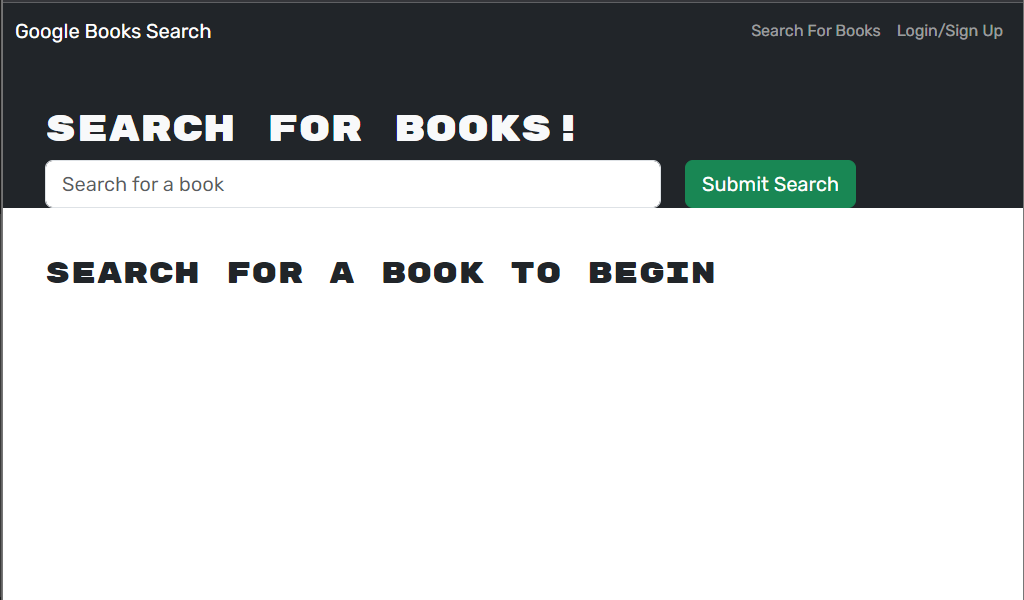 Google Books Search
Search For Books Login/Sign Up
SEARCH FOR BOOKS!
Search for a book
Submit Search
SEARCH FOR A BOOK TO BEGIN